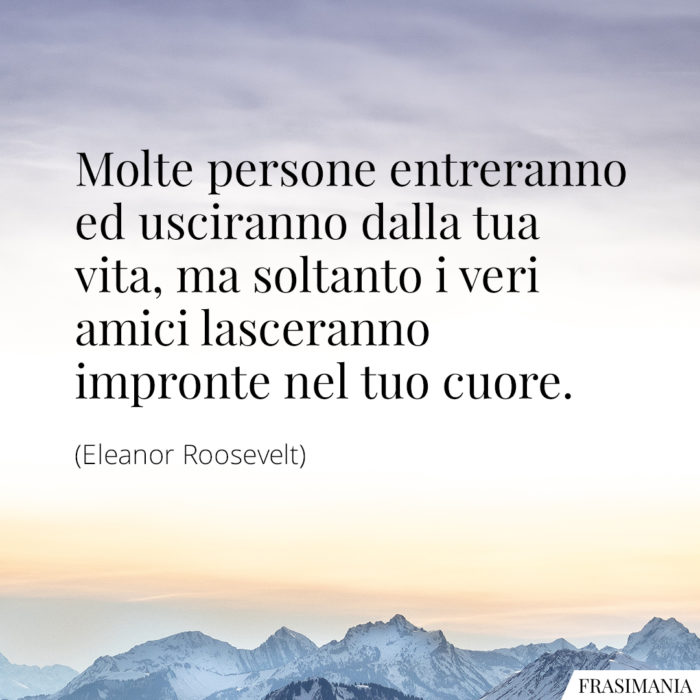 Molte persone entreranno
ed usciranno dalla tua
vita, ma soltanto i veri
amici lasceranno
impronte nel tuo cuore.
(Eleanor Roosevelt)
FRASIMANIA